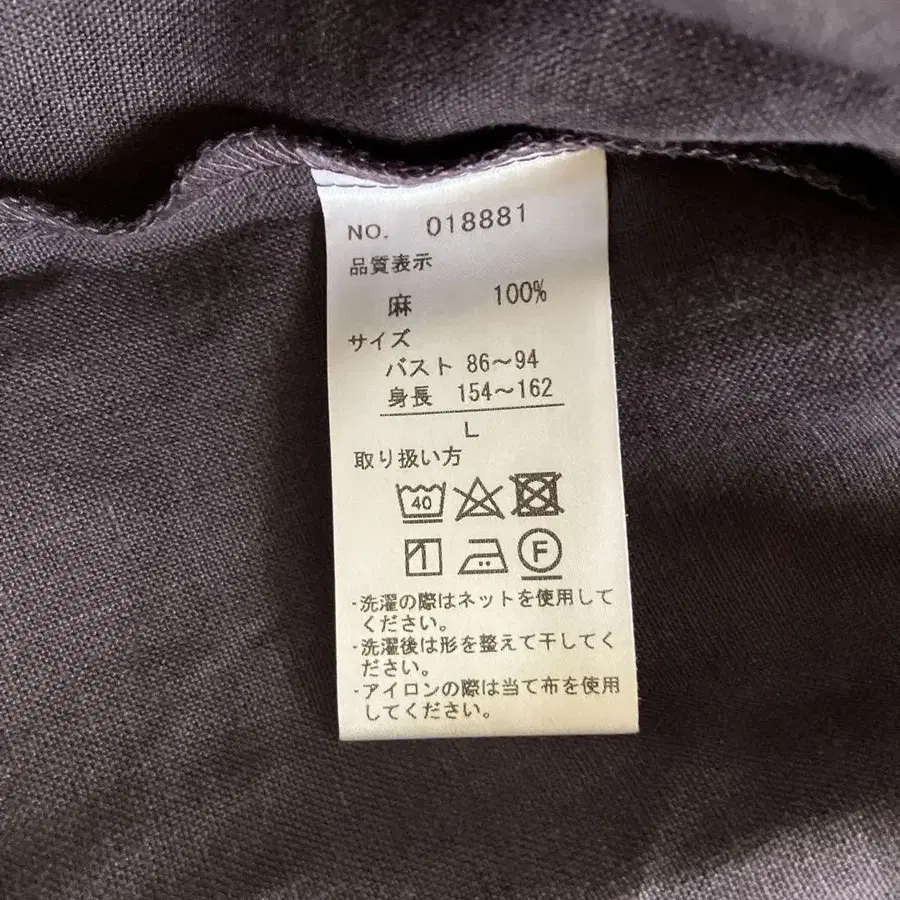 NO. 018881
品質表示
麻 100%
サイズ
バスト 86〜94
身長 154〜162
L
取り扱い方
40
F
・洗濯の際はネットを使用して
ください。
・洗濯後は形を整えて干してく
ださい。
・アイロンの際は当て布を使用
してください。